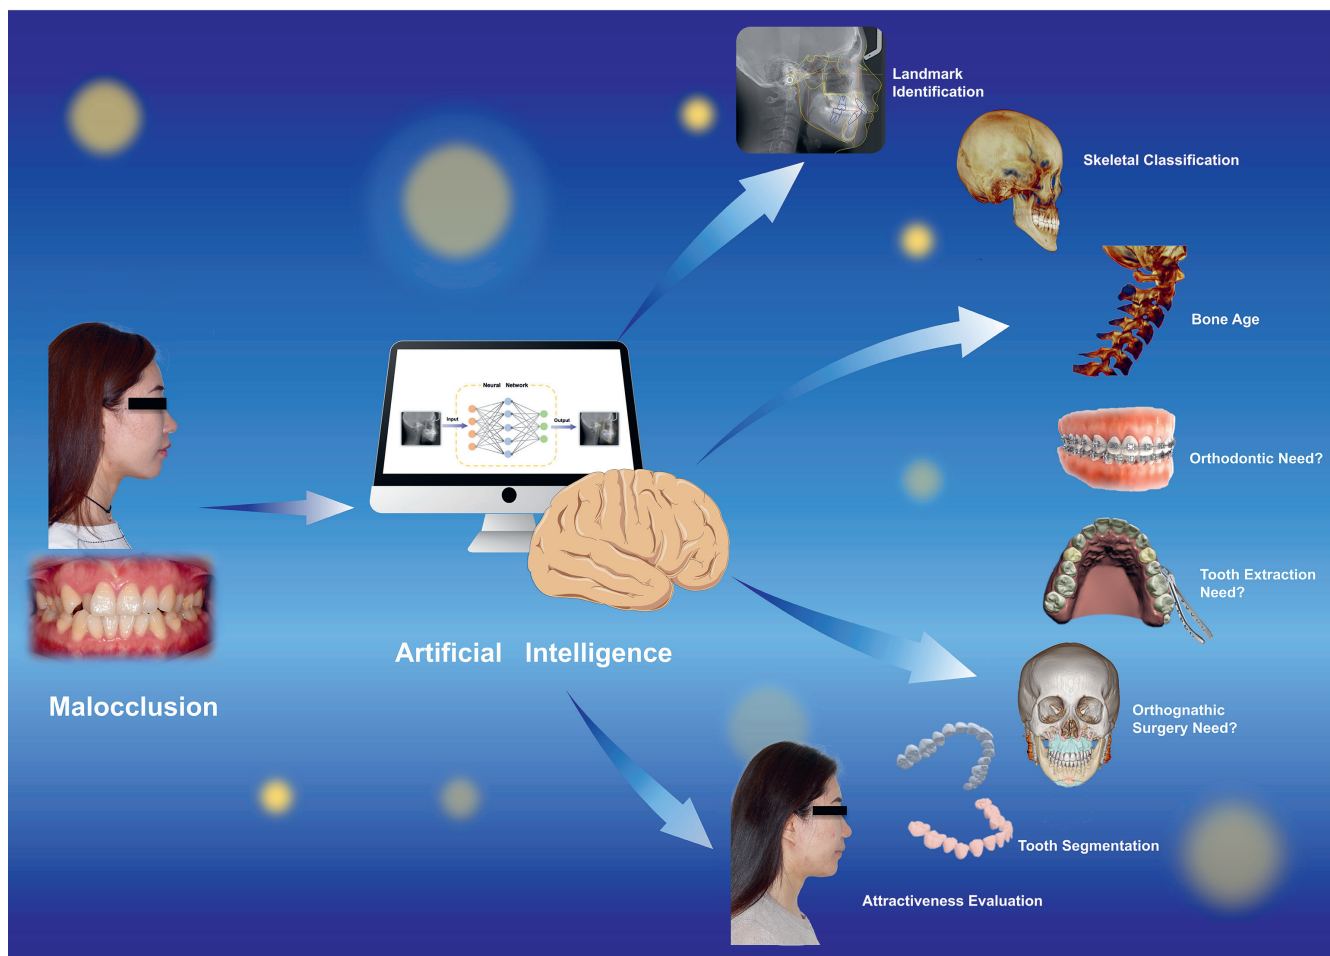 Landmark
Identification
Skeletal Classification
Bone Age
Neural Network
Input
Output
Orthodontic Need?
Tooth Extraction
Need?
Artificial Intelligence
Malocclusion
Orthognathic
Surgery Need?
Tooth Segmentation
Attractiveness Evaluation